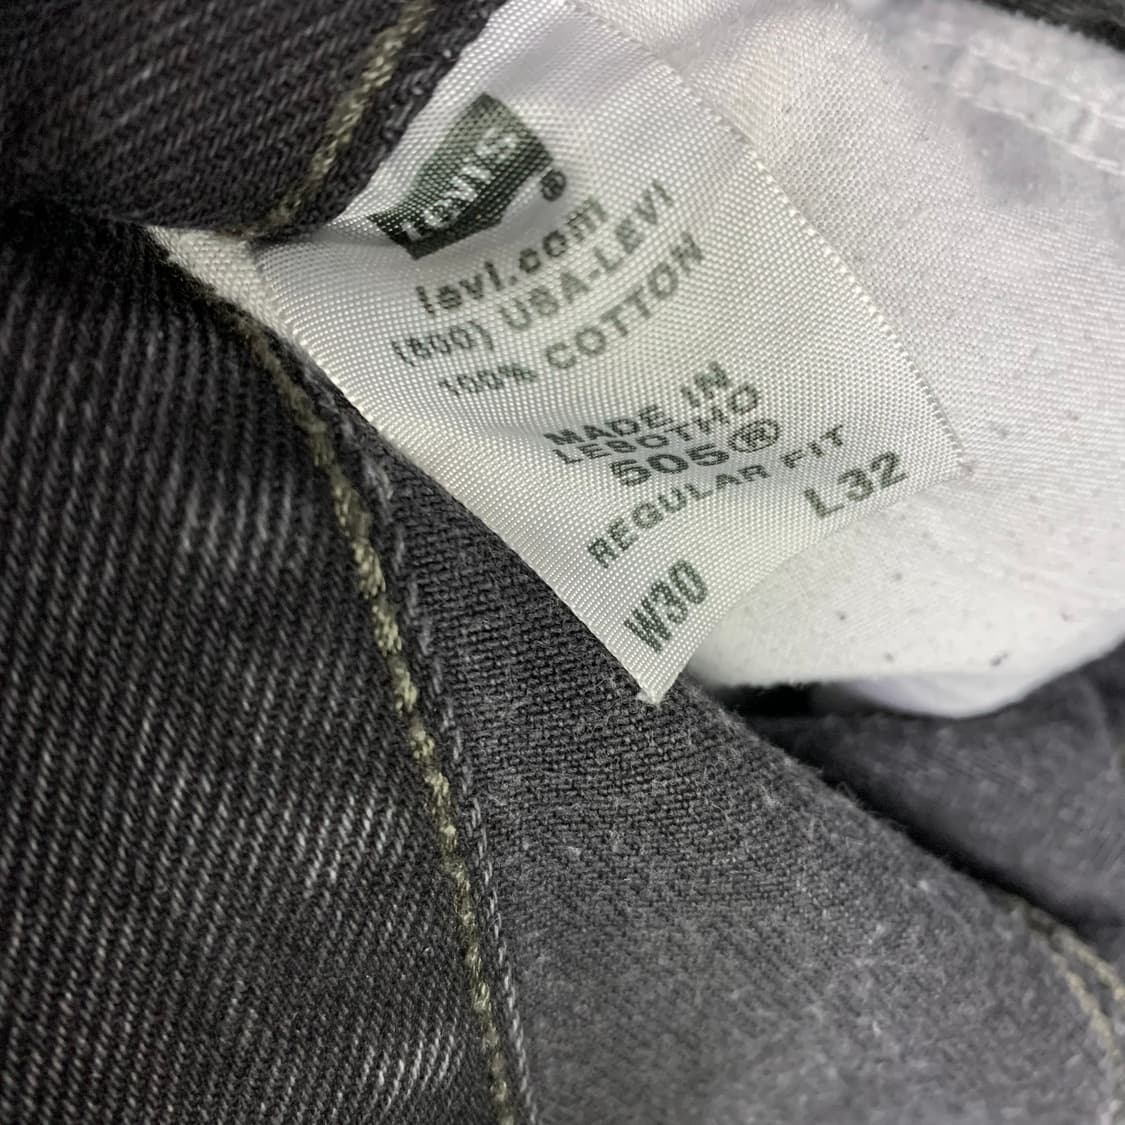 Levi's
®
levi.com
(800) USA-LEVI
100% COTTON
MADE IN
LESOTHO
505®
REGULAR FIT
W30 L32